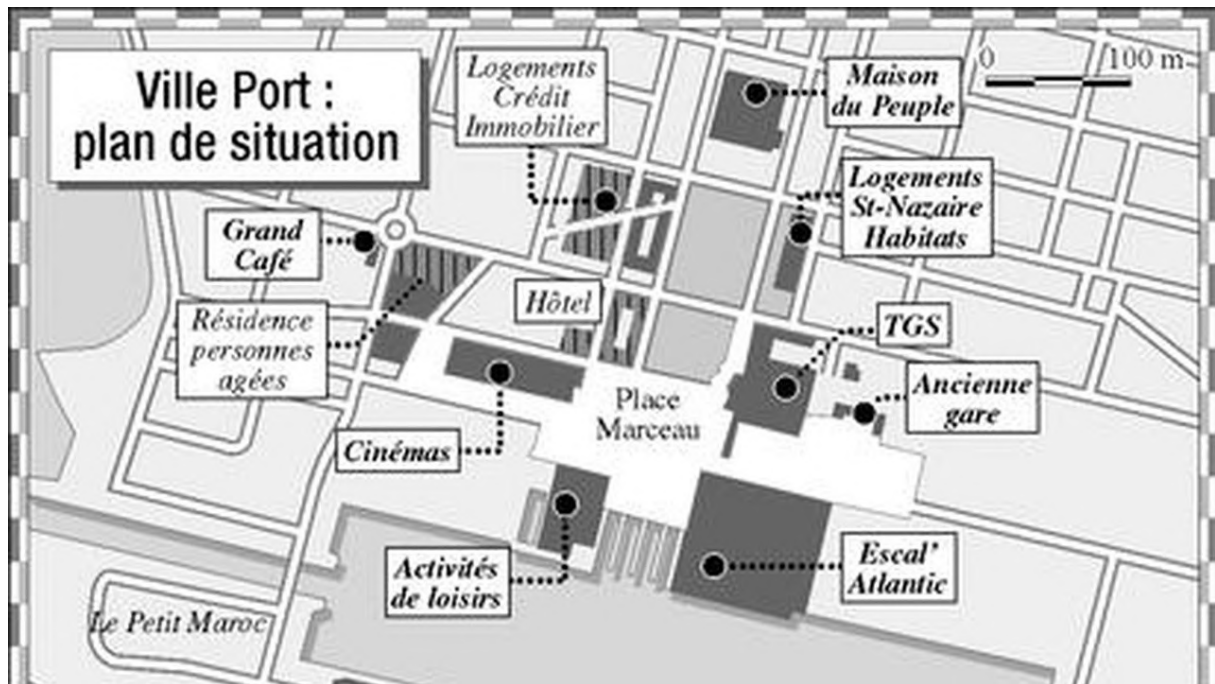 Ville Port :
plan de situation
Logements
Crédit
Immobilier
0 100 m
Maison
du Peuple
Logements
St-Nazaire
Habitats
Grand
Café
Hôtel
Résidence
personnes
agées
TGS
Ancienne
gare
Place
Marceau
Cinémas
Activités
de loisirs
Escal'
Atlantic
Le Petit Maroc